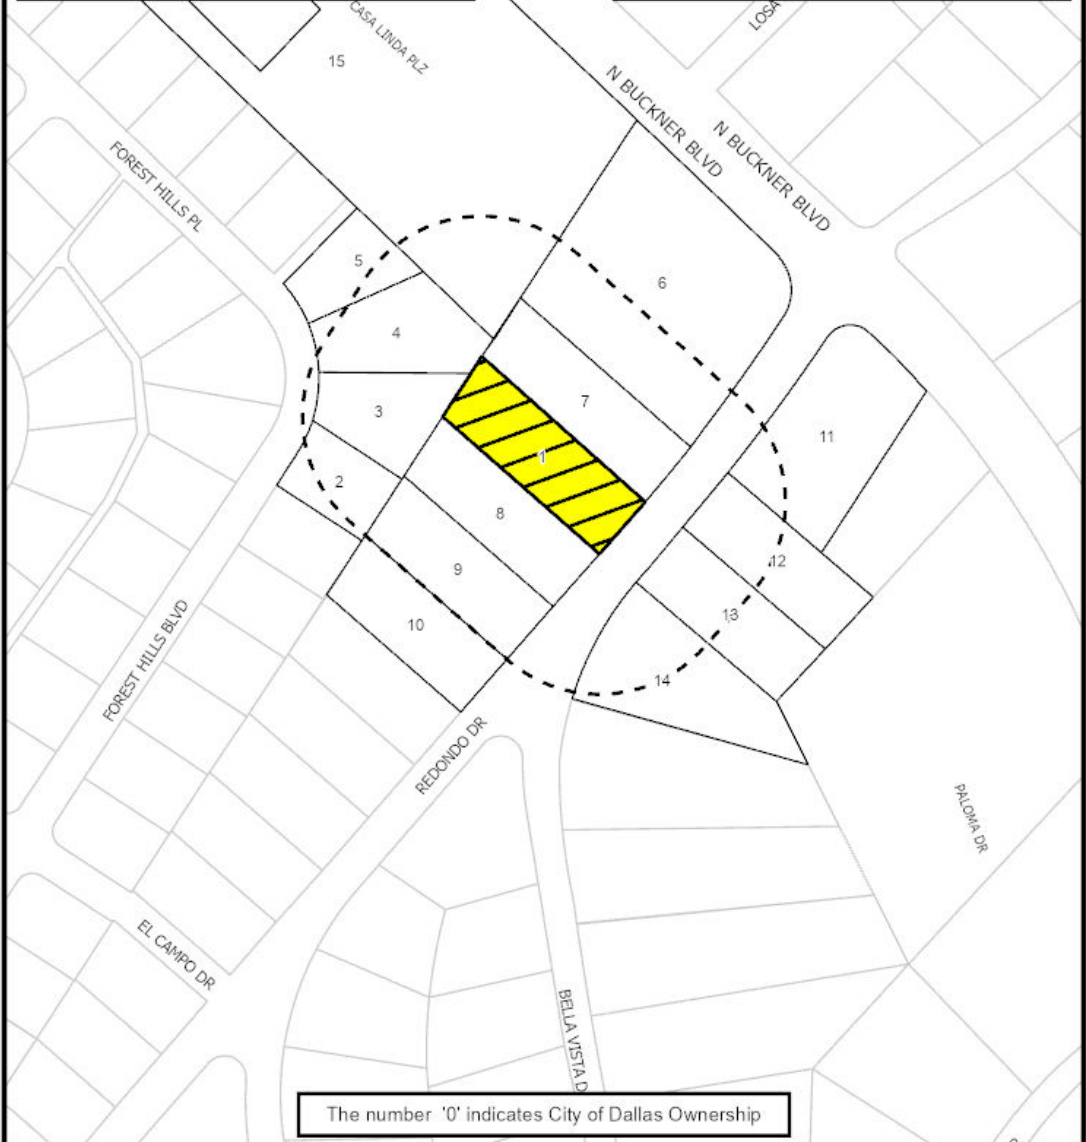 CASA LINDA PLZ
LOSA
15
N BUCKNER BLVD
N BUCKNER BLVD
FOREST HILLS PL
5
6
4
7
3
11
1
2
8
12
9
13
10
14
FOREST HILLS BLVD
REDONDO DR
PALOMA DR
EL CAMPO DR
BELLA VISTA D
The number '0' indicates City of Dallas Ownership